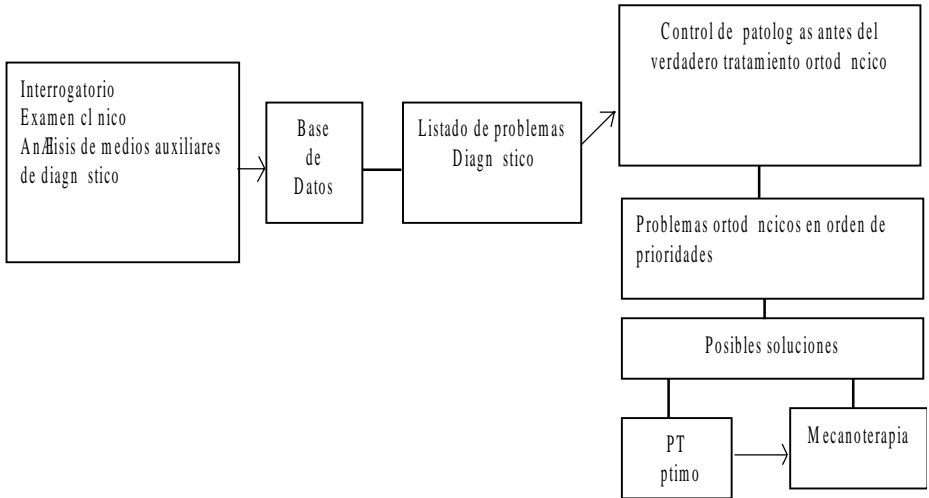 Interrogatorio
Examen cl nico
AnÆlisis de medios auxiliares
de diagn stico
Base
de
Datos
Listado de problemas
Diagn stico
Control de patolog as antes del
verdadero tratamiento ortod ncico
Problemas ortod ncicos en orden de
prioridades
Posibles soluciones
PT
ptimo
Mecanoterapia